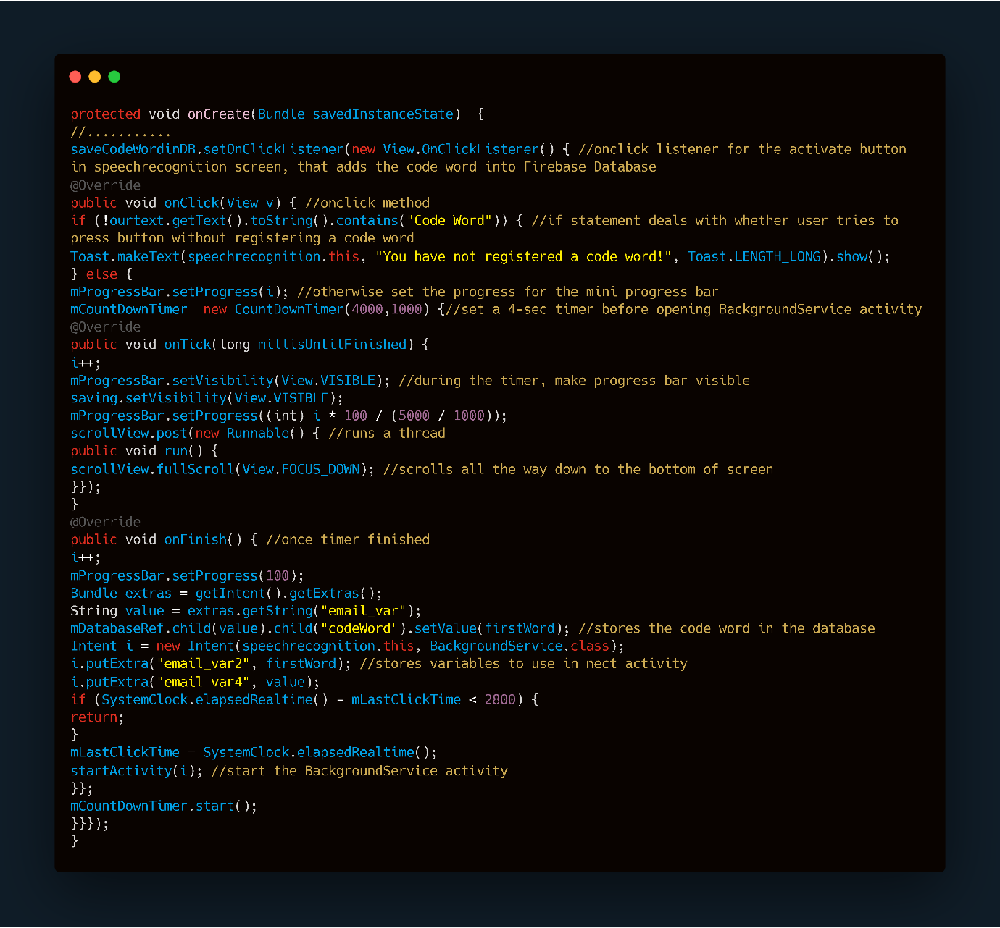 protected void onCreate(Bundle savedInstanceState)  {
//...........
saveCodeWordinDB.setOnClickListener(new View.OnClickListener() { //onclick listener for the activate button
in speechrecognition screen, that adds the code word into Firebase Database
@Override
public void onClick(View v) { //onclick method
if (!ourtext.getText().toString().contains("Code Word")) { //if statement deals with whether user tries to
press button without registering a code word
Toast.makeText(speechrecognition.this, "You have not registered a code word!", Toast.LENGTH_LONG).show();
} else {
mProgressBar.setProgress(i); //otherwise set the progress for the mini progress bar
mCountDownTimer =new CountDownTimer(4000,1000) {//set a 4-sec timer before opening BackgroundService activity
@Override
public void onTick(long millisUntilFinished) {
i++;
mProgressBar.setVisibility(View.VISIBLE); //during the timer, make progress bar visible
saving.setVisibility(View.VISIBLE);
mProgressBar.setProgress((int) i * 100 / (5000 / 1000));
scrollView.post(new Runnable() { //runs a thread
public void run() {
scrollView.fullScroll(View.FOCUS_DOWN); //scrolls all the way down to the bottom of screen
}});
}
@Override
public void onFinish() { //once timer finished
i++;
mProgressBar.setProgress(100);
Bundle extras = getIntent().getExtras();
String value = extras.getString("email_var");
mDatabaseRef.child(value).child("codeWord").setValue(firstWord); //stores the code word in the database
Intent i = new Intent(speechrecognition.this, BackgroundService.class);
i.putExtra("email_var2", firstWord); //stores variables to use in nect activity
i.putExtra("email_var4", value);
if (SystemClock.elapsedRealtime() - mLastClickTime < 2800) {
return;
}
mLastClickTime = SystemClock.elapsedRealtime();
startActivity(i); //start the BackgroundService activity
}};
mCountDownTimer.start();
}}});
}